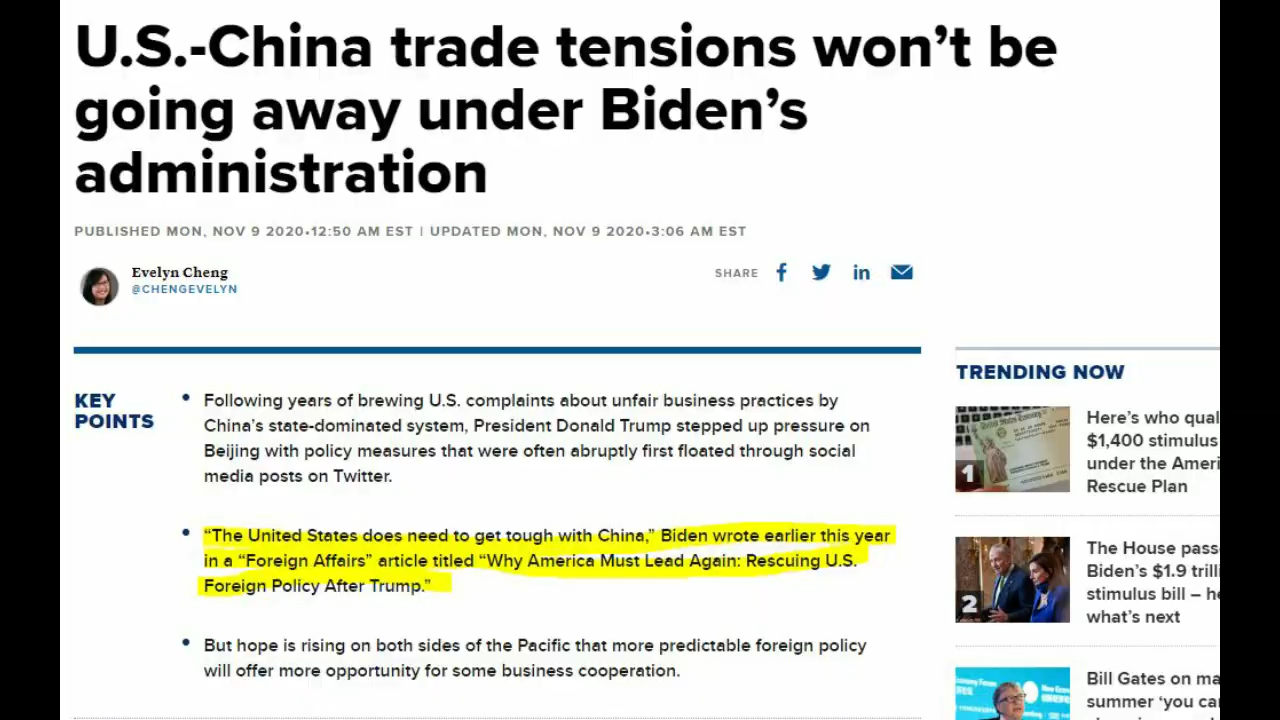 U.S.-China trade tensions won’t be
going away under Biden’s
administration
PUBLISHED MON, NOV 9 2020•12:50 AM EST | UPDATED MON, NOV 9 2020•3:06 AM EST
Evelyn Cheng
@CHENGEVELYN
SHARE
KEY
POINTS
Following years of brewing U.S. complaints about unfair business practices by
China’s state-dominated system, President Donald Trump stepped up pressure on
Beijing with policy measures that were often abruptly first floated through social
media posts on Twitter.
“The United States does need to get tough with China,” Biden wrote earlier this year
in a “Foreign Affairs” article titled “Why America Must Lead Again: Rescuing U.S.
Foreign Policy After Trump.”
But hope is rising on both sides of the Pacific that more predictable foreign policy
will offer more opportunity for some business cooperation.
TRENDING NOW
1
Here’s who qual
$1,400 stimulus
under the Ameri
Rescue Plan
2
The House pass
Biden’s $1.9 trilli
stimulus bill – he
what’s next
Bill Gates on ma
summer ‘you ca